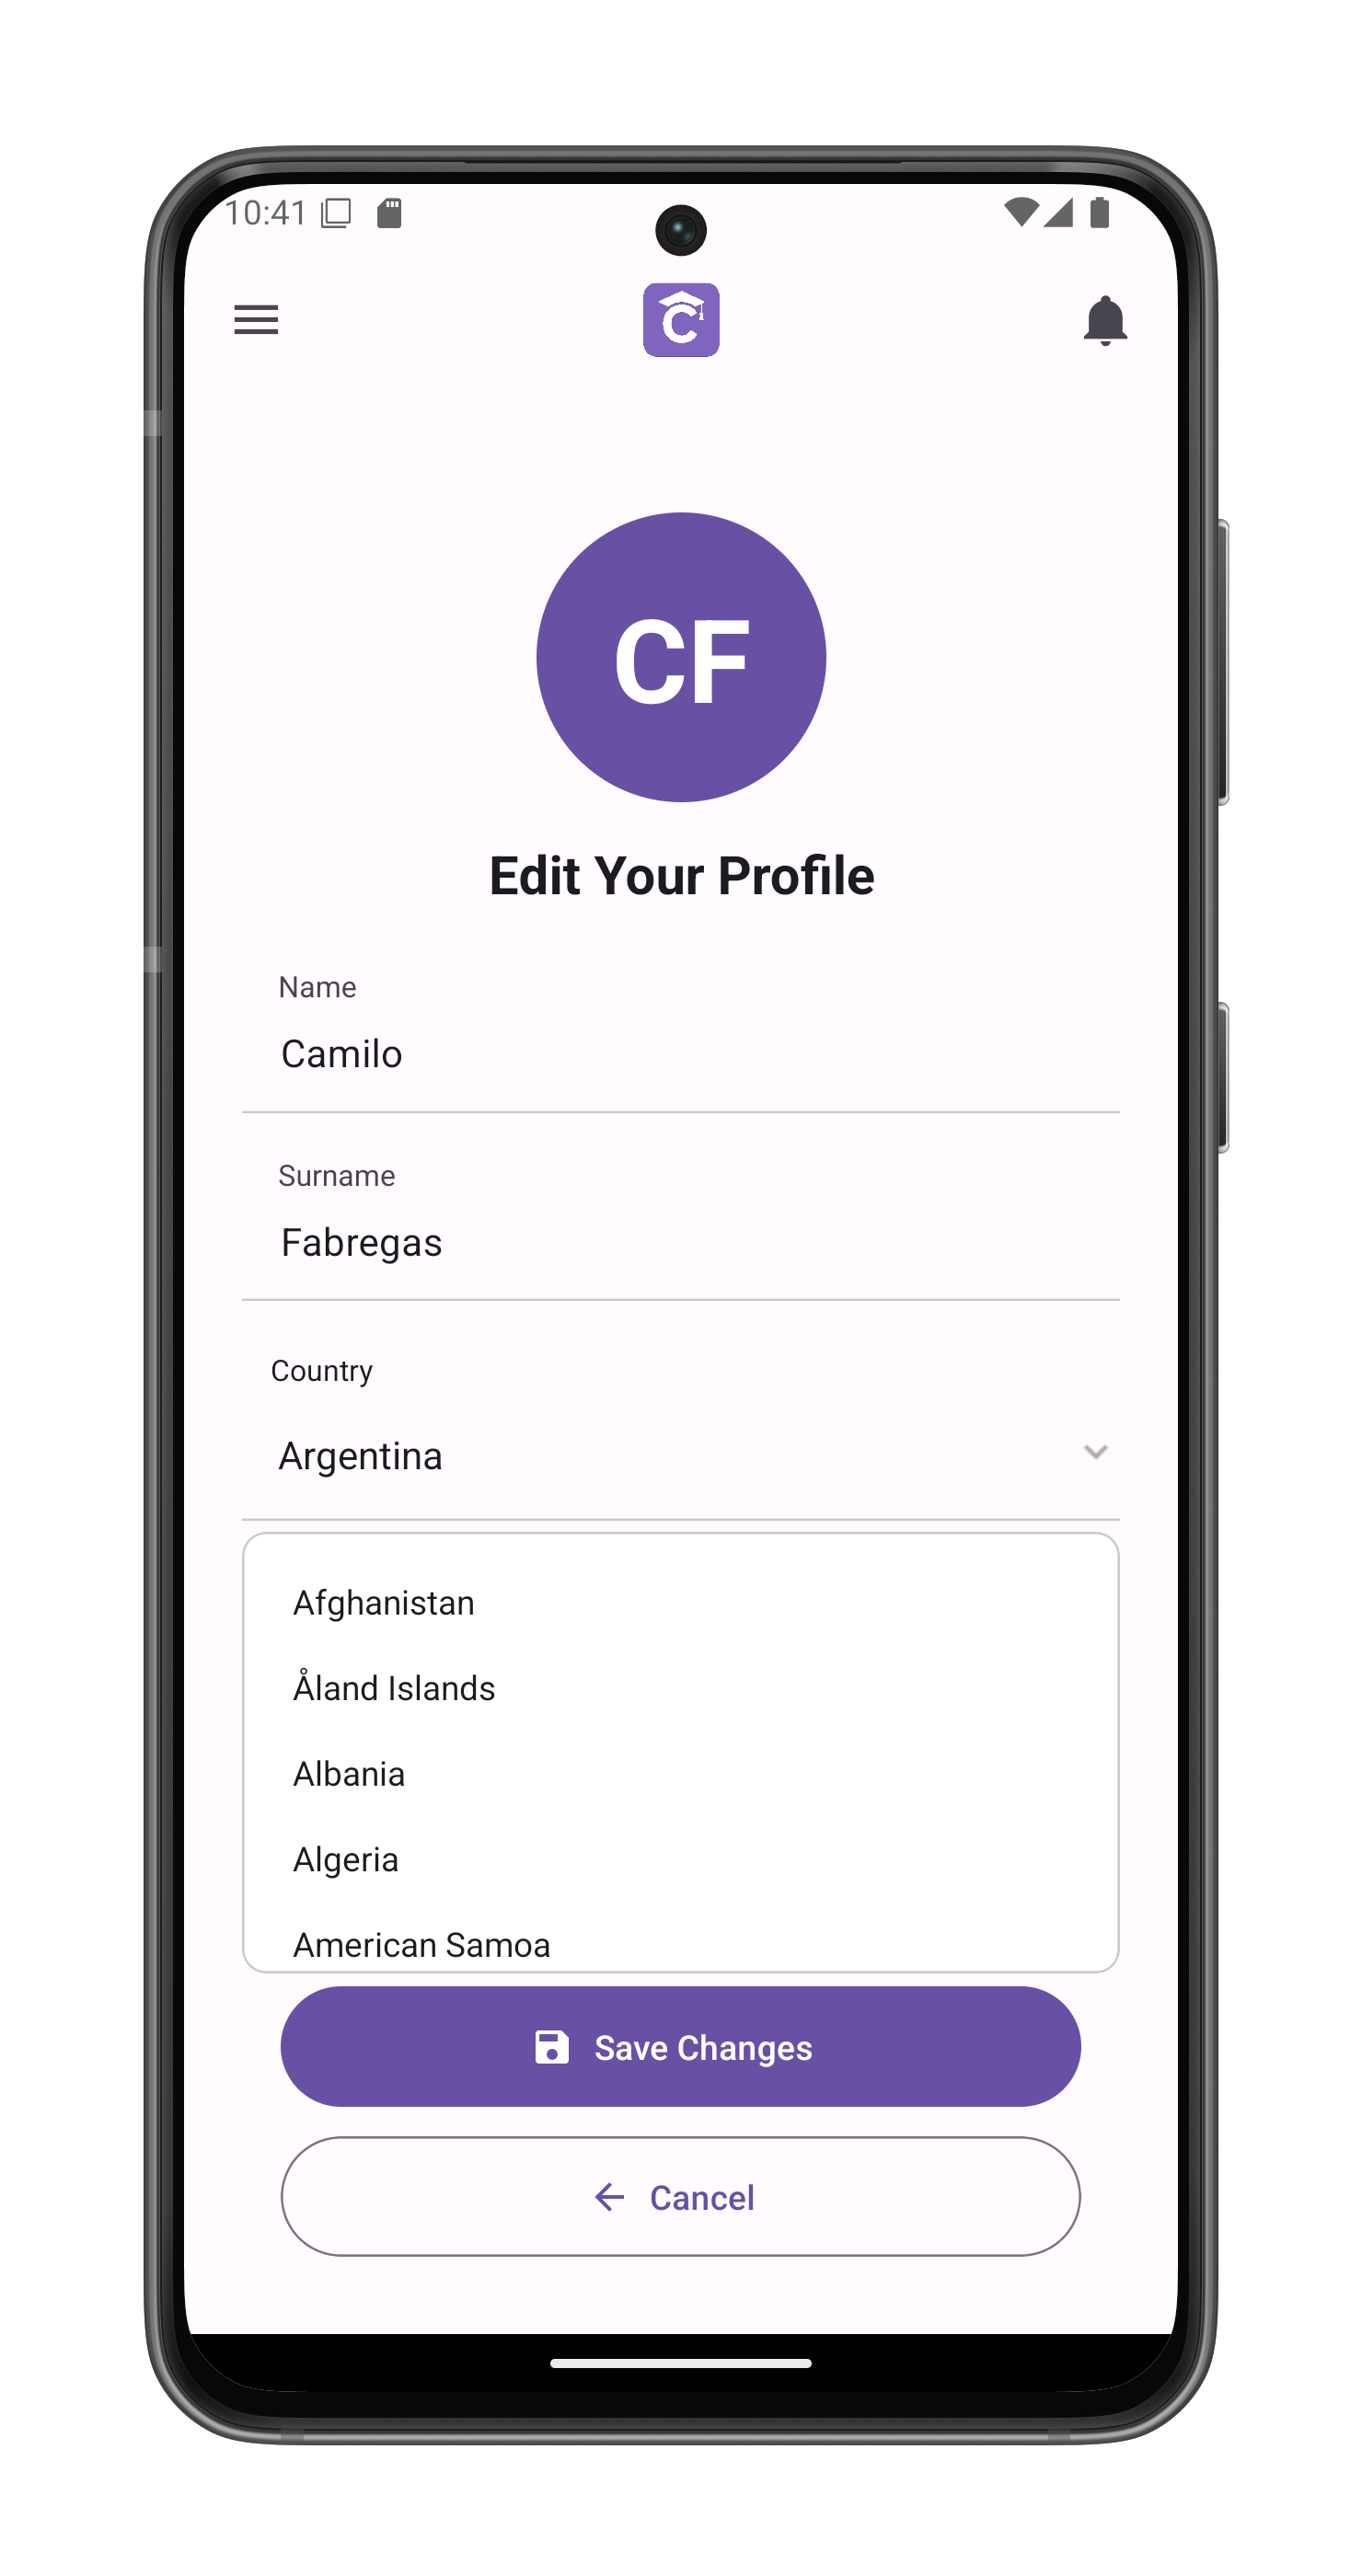 10:41
C
CF
Edit Your Profile
Name
Camilo
Surname
Fabregas
Country
Argentina
Afghanistan
Åland Islands
Albania
Algeria
American Samoa
Save Changes
Cancel